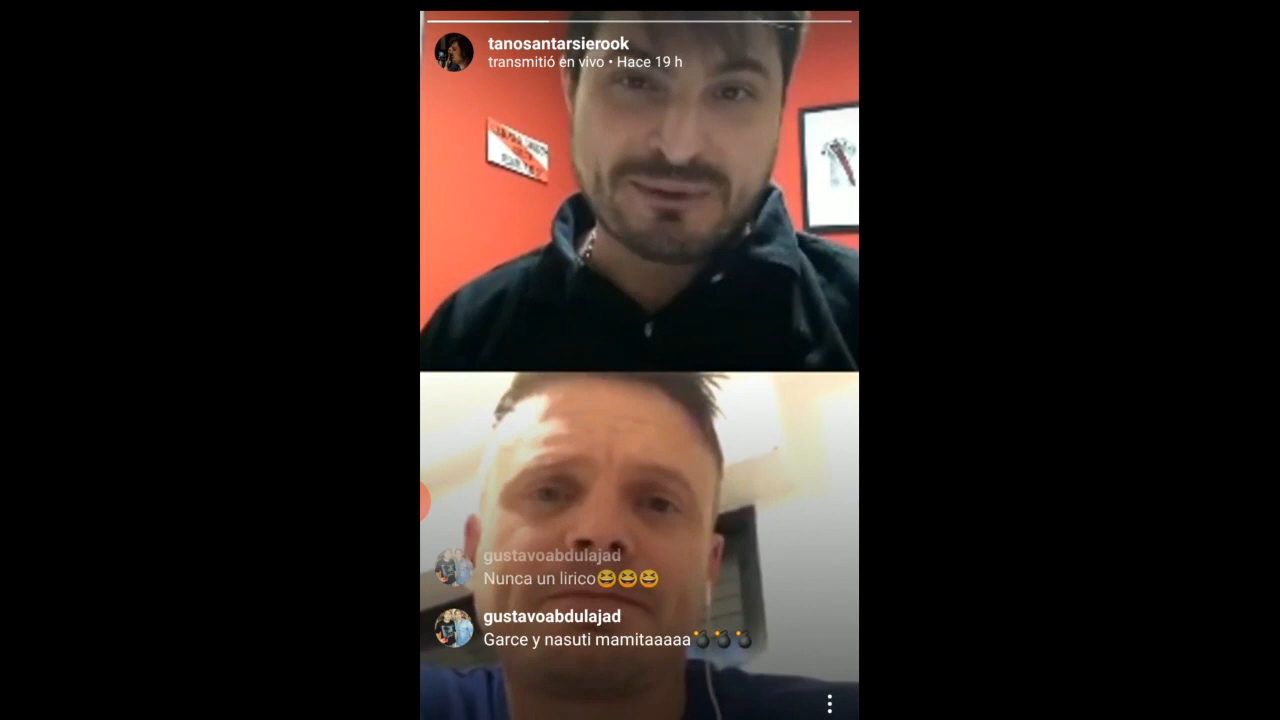 tanosantarsierook
transmitió en vivo • Hace 19 h
gustavoabdulajad
Nunca un lirico😆😆😆
gustavoabdulajad
Garce y nasuti mamitaaaaa💣💣💣